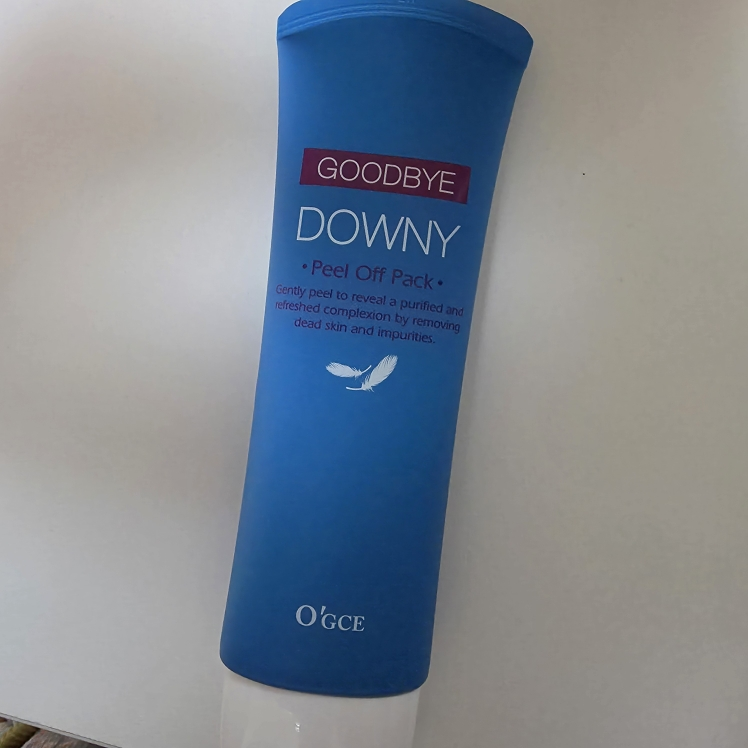 GOODBYE
DOWNY
• Peel Off Pack •
Gently peel to reveal a purified and
refreshed complexion by removing
dead skin and impurities.
O'GCE